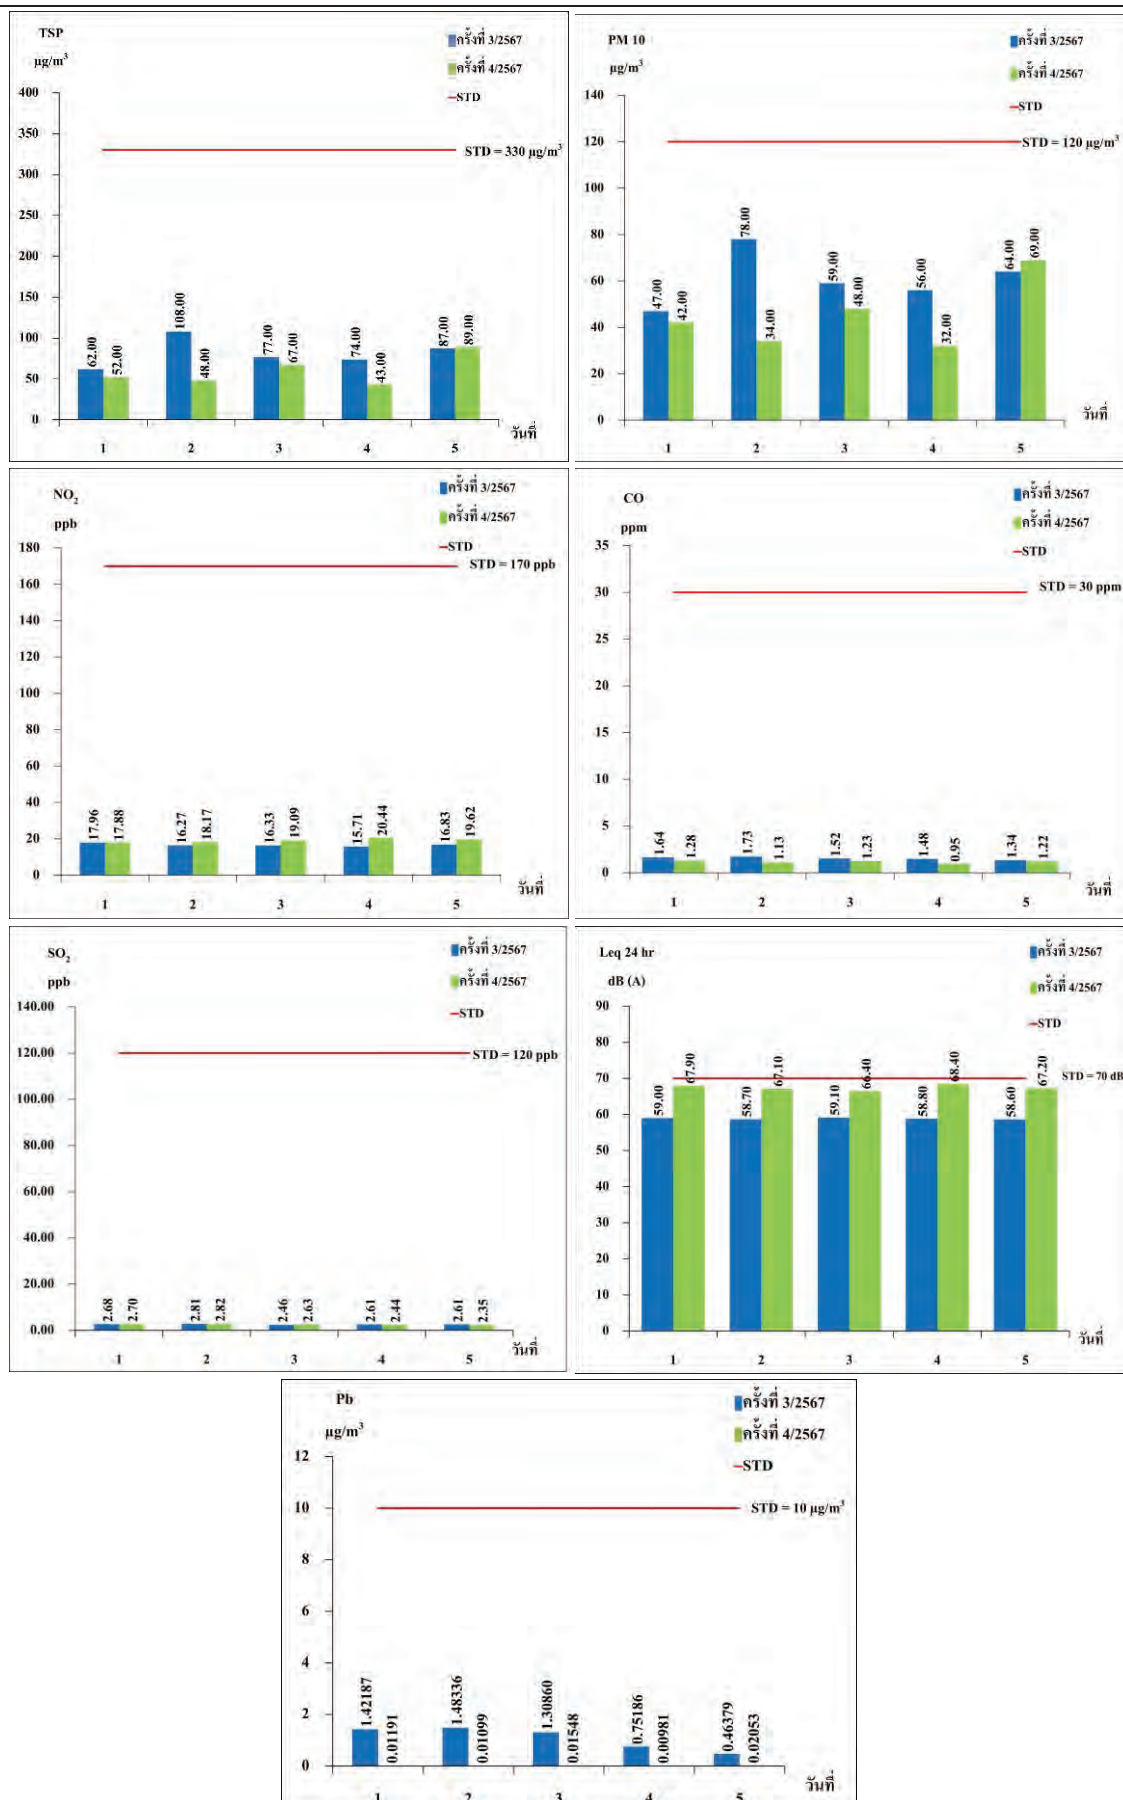 TSP
µg/m³
ครั้งที่ 3/2567
ครั้งที่ 4/2567
STD
400
350
300
250
200
150
100
50
0
STD = 330 µg/m³
62.00 52.00 108.00 48.00 77.00 67.00 74.00 43.00 87.00 89.00
1 2 3 4 5
วันที่
PM 10
µg/m³
ครั้งที่ 3/2567
ครั้งที่ 4/2567
STD
140
120
100
80
60
40
20
0
STD = 120 µg/m³
47.00 42.00 78.00 34.00 59.00 48.00 56.00 32.00 64.00 69.00
1 2 3 4 5
วันที่
NO₂
ppb
ครั้งที่ 3/2567
ครั้งที่ 4/2567
STD
180
160
140
120
100
80
60
40
20
0
STD = 170 ppb
17.96 17.88 16.27 18.17 16.33 19.09 15.71 20.44 16.83 19.62
1 2 3 4 5
วันที่
CO
ppm
ครั้งที่ 3/2567
ครั้งที่ 4/2567
STD
35
30
25
20
15
10
5
0
STD = 30 ppm
1.64 1.28 1.73 1.13 1.52 1.23 1.48 0.95 1.34 1.22
1 2 3 4 5
วันที่
SO₂
ppb
ครั้งที่ 3/2567
ครั้งที่ 4/2567
STD
140.00
120.00
100.00
80.00
60.00
40.00
20.00
0.00
STD = 120 ppb
2.68 2.70 2.81 2.82 2.46 2.63 2.61 2.44 2.61 2.35
1 2 3 4 5
วันที่
Leq 24 hr
dB (A)
ครั้งที่ 3/2567
ครั้งที่ 4/2567
STD
90
80
70
60
50
40
30
20
10
0
STD = 70 dB
59.00 67.90 58.70 67.10 59.10 66.40 58.80 68.40 58.60 67.20
1 2 3 4 5
วันที่
Pb
µg/m³
ครั้งที่ 3/2567
ครั้งที่ 4/2567
STD
12
10
8
6
4
2
0
STD = 10 µg/m³
1.42187 0.01191 1.48336 0.01099 1.30860 0.01548 0.75186 0.00981 0.46379 0.02053
1 2 3 4 5
วันที่